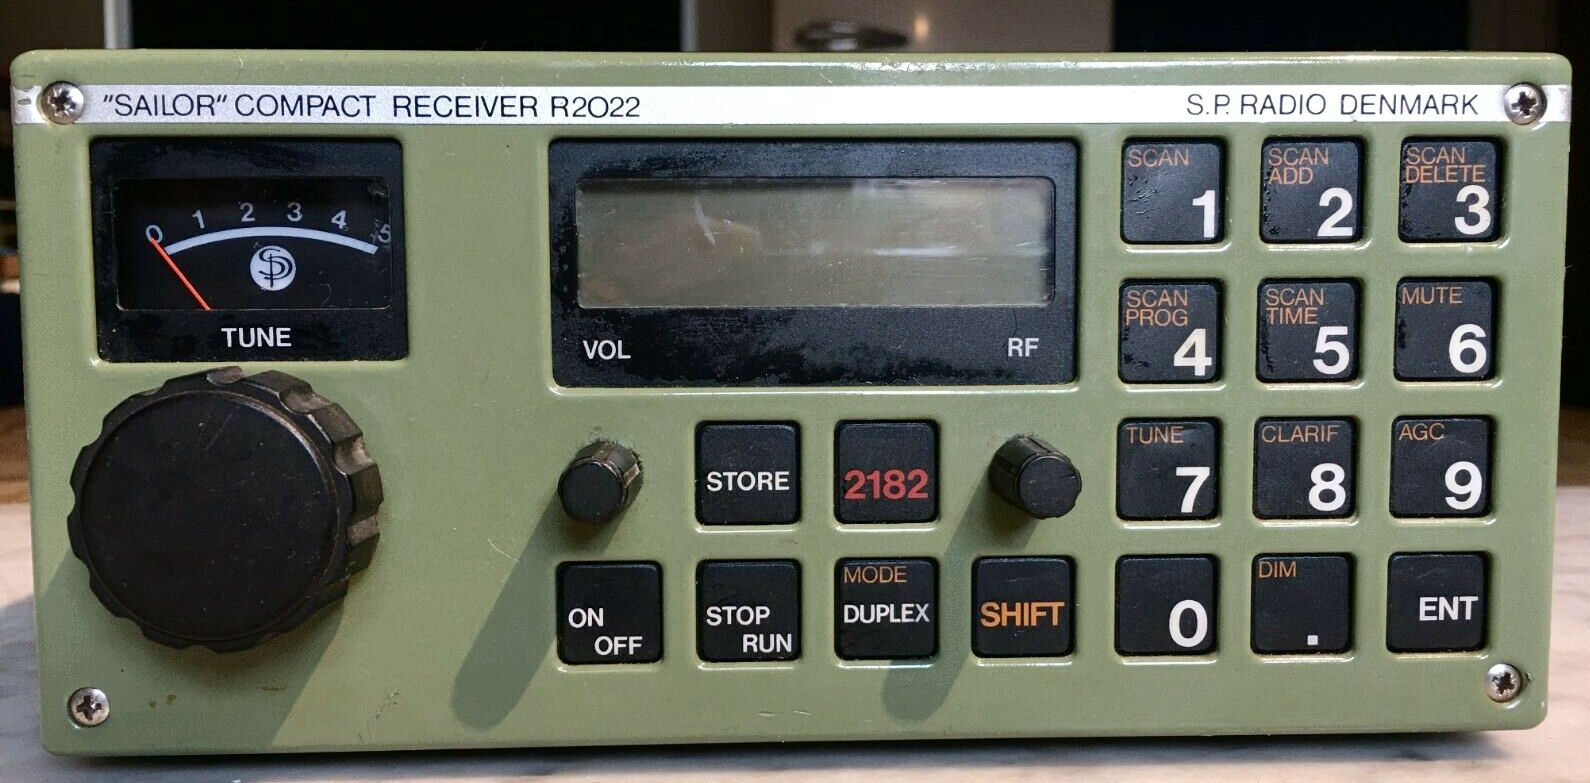 "SAILOR" COMPACT RECEIVER R2022
S.P. RADIO DENMARK
0 1 2 3 4 5
SP
TUNE
VOL
RF
SCAN
1
SCAN
ADD
2
SCAN
DELETE
3
SCAN
PROG
4
SCAN
TIME
5
MUTE
6
STORE
2182
TUNE
7
CLARIF
8
AGC
9
ON
OFF
STOP
RUN
MODE
DUPLEX
SHIFT
0
DIM
.
ENT